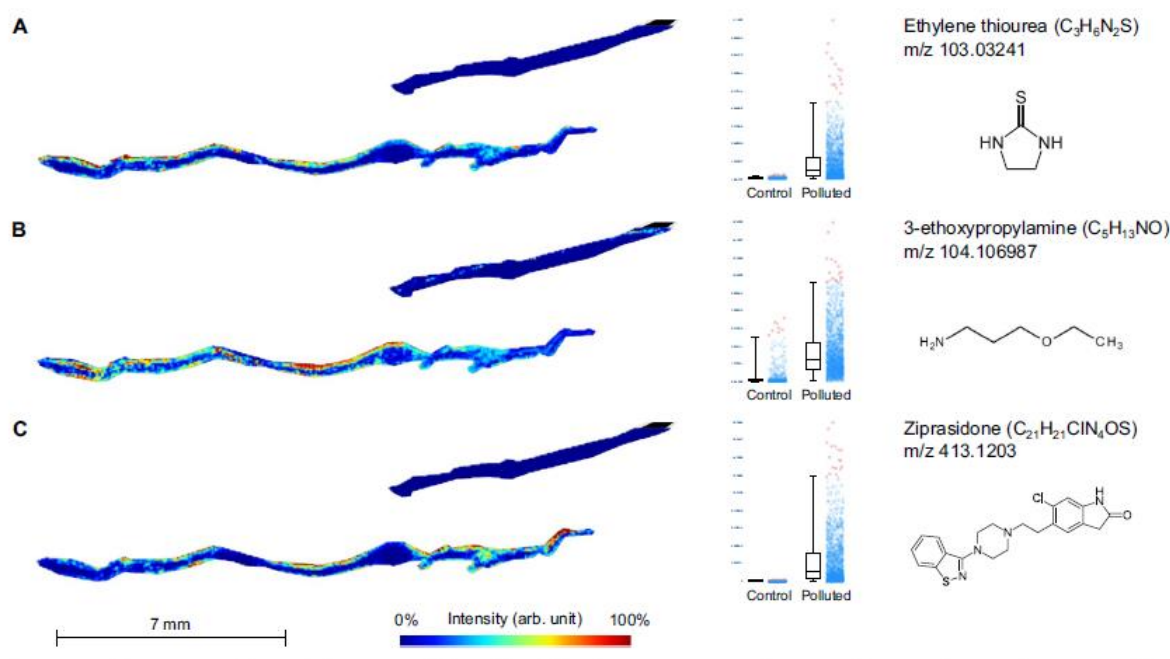 A
Ethylene thiourea (C₃H₆N₂S)
m/z 103.03241
S
HN
NH
Control
Polluted
B
3-ethoxypropylamine (C₅H₁₃NO)
m/z 104.106987
H₂N
O
CH₃
Control
Polluted
C
Ziprasidone (C₂₁H₂₁ClN₄OS)
m/z 413.1203
Cl
H
N
O
N
N
S
N
Control
Polluted
7 mm
0% Intensity (arb. unit) 100%